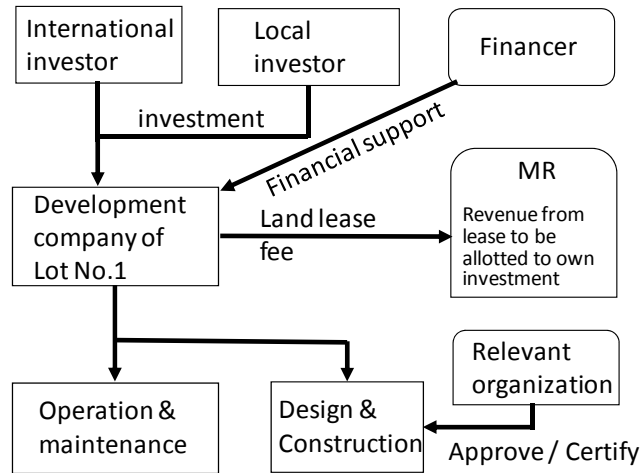 International
investor
Local
investor
Financer
investment
Financial support
MR
Revenue from
lease to be
allotted to own
investment
Development
company of
Lot No.1
Land lease
fee
Relevant
organization
Operation &
maintenance
Design &
Construction
Approve / Certify